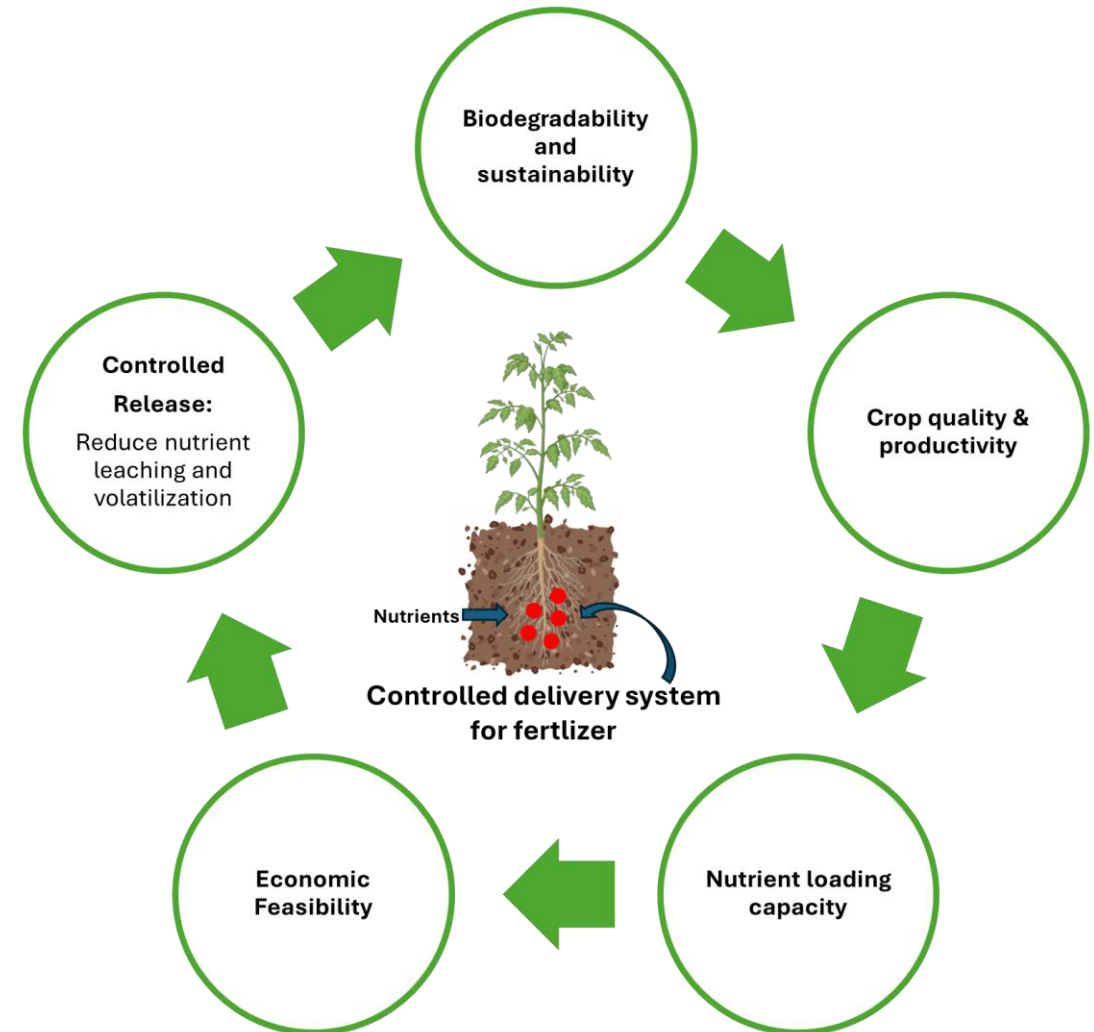 Biodegradability
and
sustainability
Controlled
Release:
Reduce nutrient
leaching and
volatilization
Crop quality &
productivity
Nutrients
Controlled delivery system
for fertlizer
Economic
Feasibility
Nutrient loading
capacity